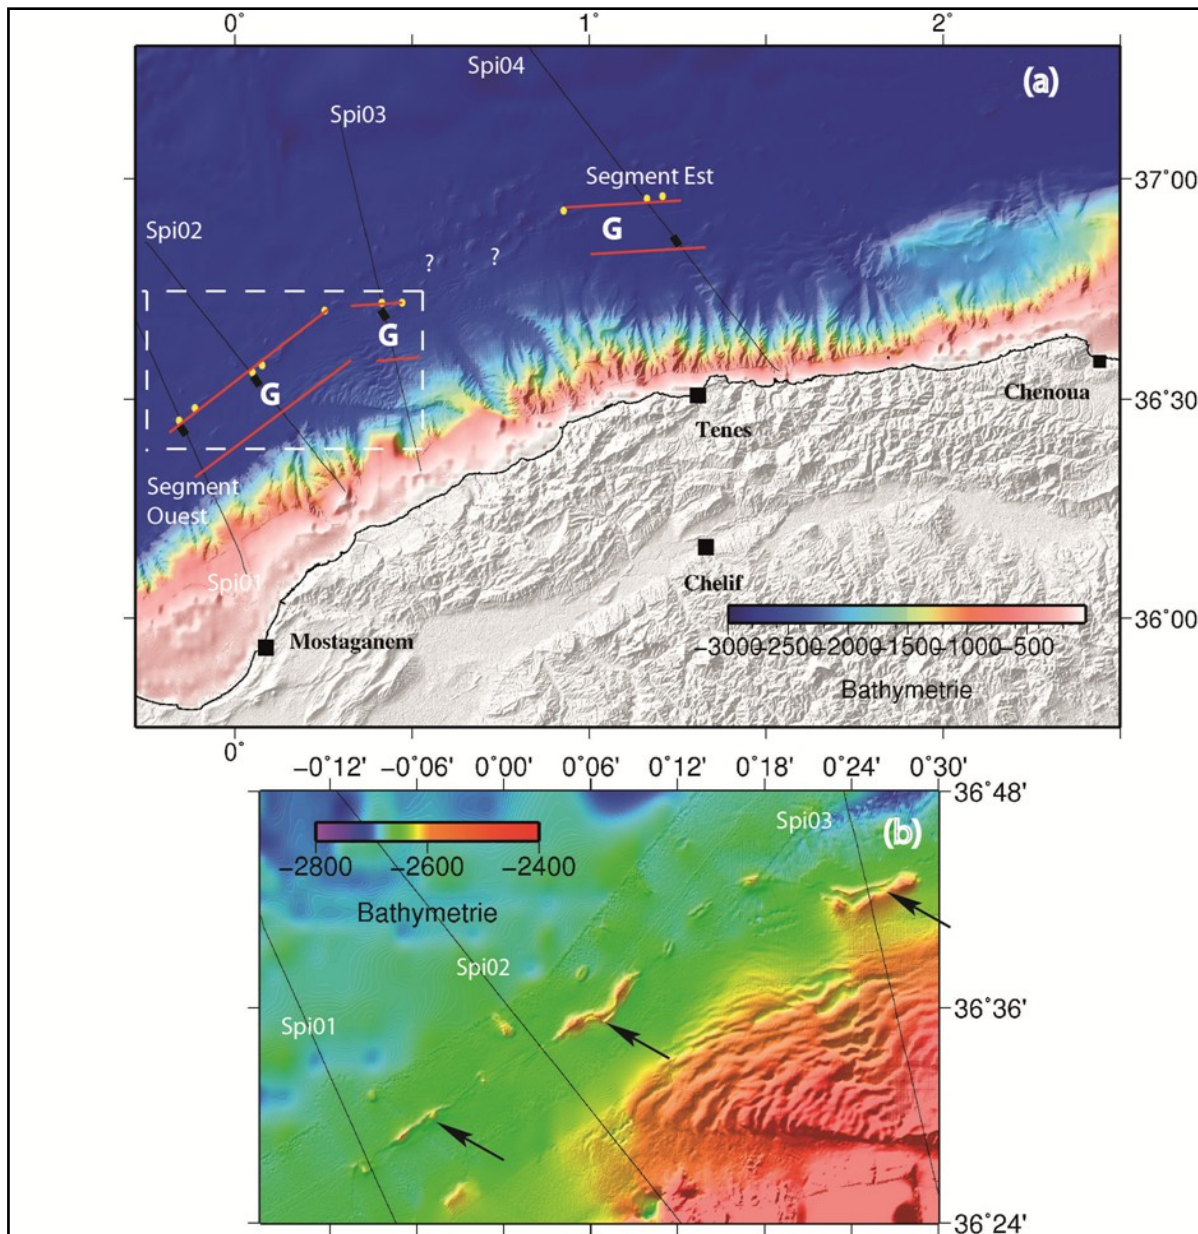 0°
1°
2°
Spi04
(a)
Spi03
37°00'
Segment Est
Spi02
G
?
?
G
G
36°30'
Chenoua
Tenes
Segment
Ouest
Spi01
Chelif
36°00'
Mostaganem
−3000−2500−2000−1500−1000−500
Bathymetrie
0°
1°
2°
−0°12' −0°06' 0°00' 0°06' 0°12' 0°18' 0°24' 0°30'
36°48'
Spi03
(b)
−2800 −2600 −2400
Bathymetrie
Spi02
36°36'
Spi01
36°24'